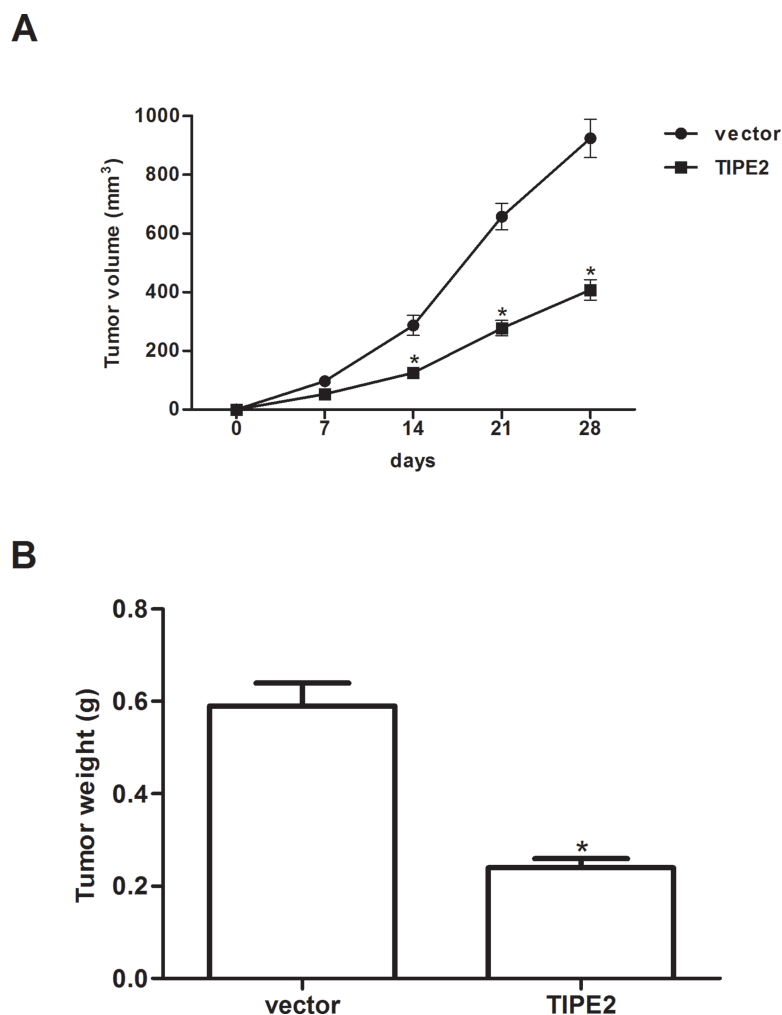 A
Tumor volume (mm³)
1000
800
600
400
200
0
0 7 14 21 28
days
vector
TIPE2
*
*
*
B
Tumor weight (g)
0.8
0.6
0.4
0.2
0.0
*
vector TIPE2